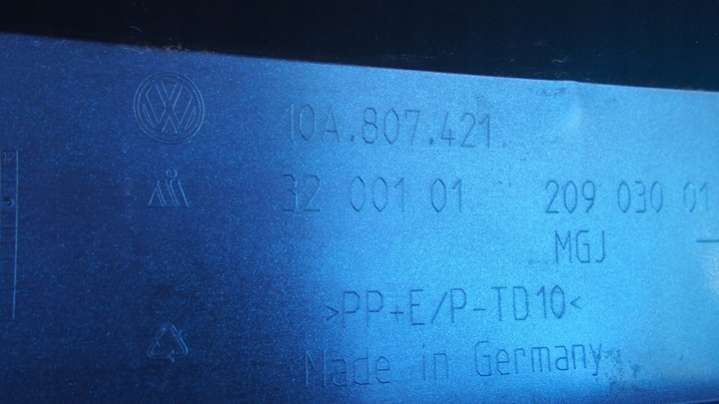 10A.807.421.
32 001 01 209 030 01
MGJ
>PP+E/P-TD10<
Made in Germany